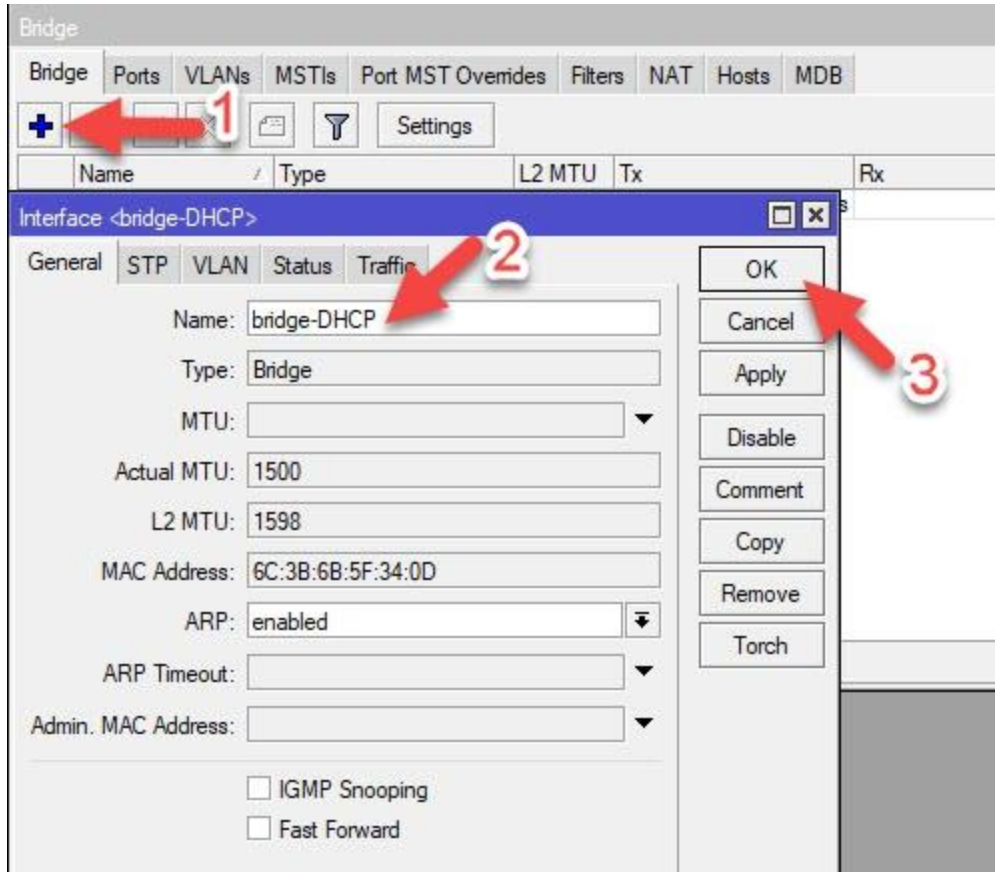 Bridge
Bridge Ports VLANs MSTIs Port MST Overrides Filters NAT Hosts MDB
1 Settings
Name Type L2 MTU Tx Rx
Interface <bridge-DHCP> s
General STP VLAN Status Traffic 2
OK
Name: bridge-DHCP
Cancel
Type: Bridge
Apply 3
MTU:
Disable
Actual MTU: 1500
Comment
L2 MTU: 1598
Copy
MAC Address: 6C:3B:6B:5F:34:0D
Remove
ARP: enabled
Torch
ARP Timeout:
Admin. MAC Address:
IGMP Snooping
Fast Forward